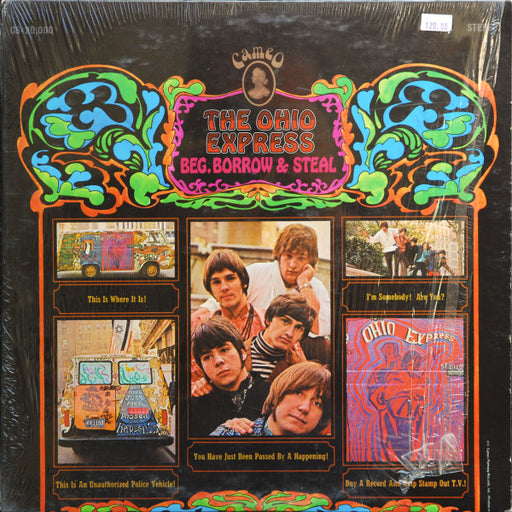 CS-20,000
120.00
STEREO
CAMEO
THE OHIO
EXPRESS
BEG, BORROW & STEAL
This Is Where It Is!
I'm Somebody! Are You?
OHIO EXPRESS
You Have Just Been Passed By A Happening!
This Is An Unauthorized Police Vehicle!
Buy A Record And Help Stamp Out T.V.!